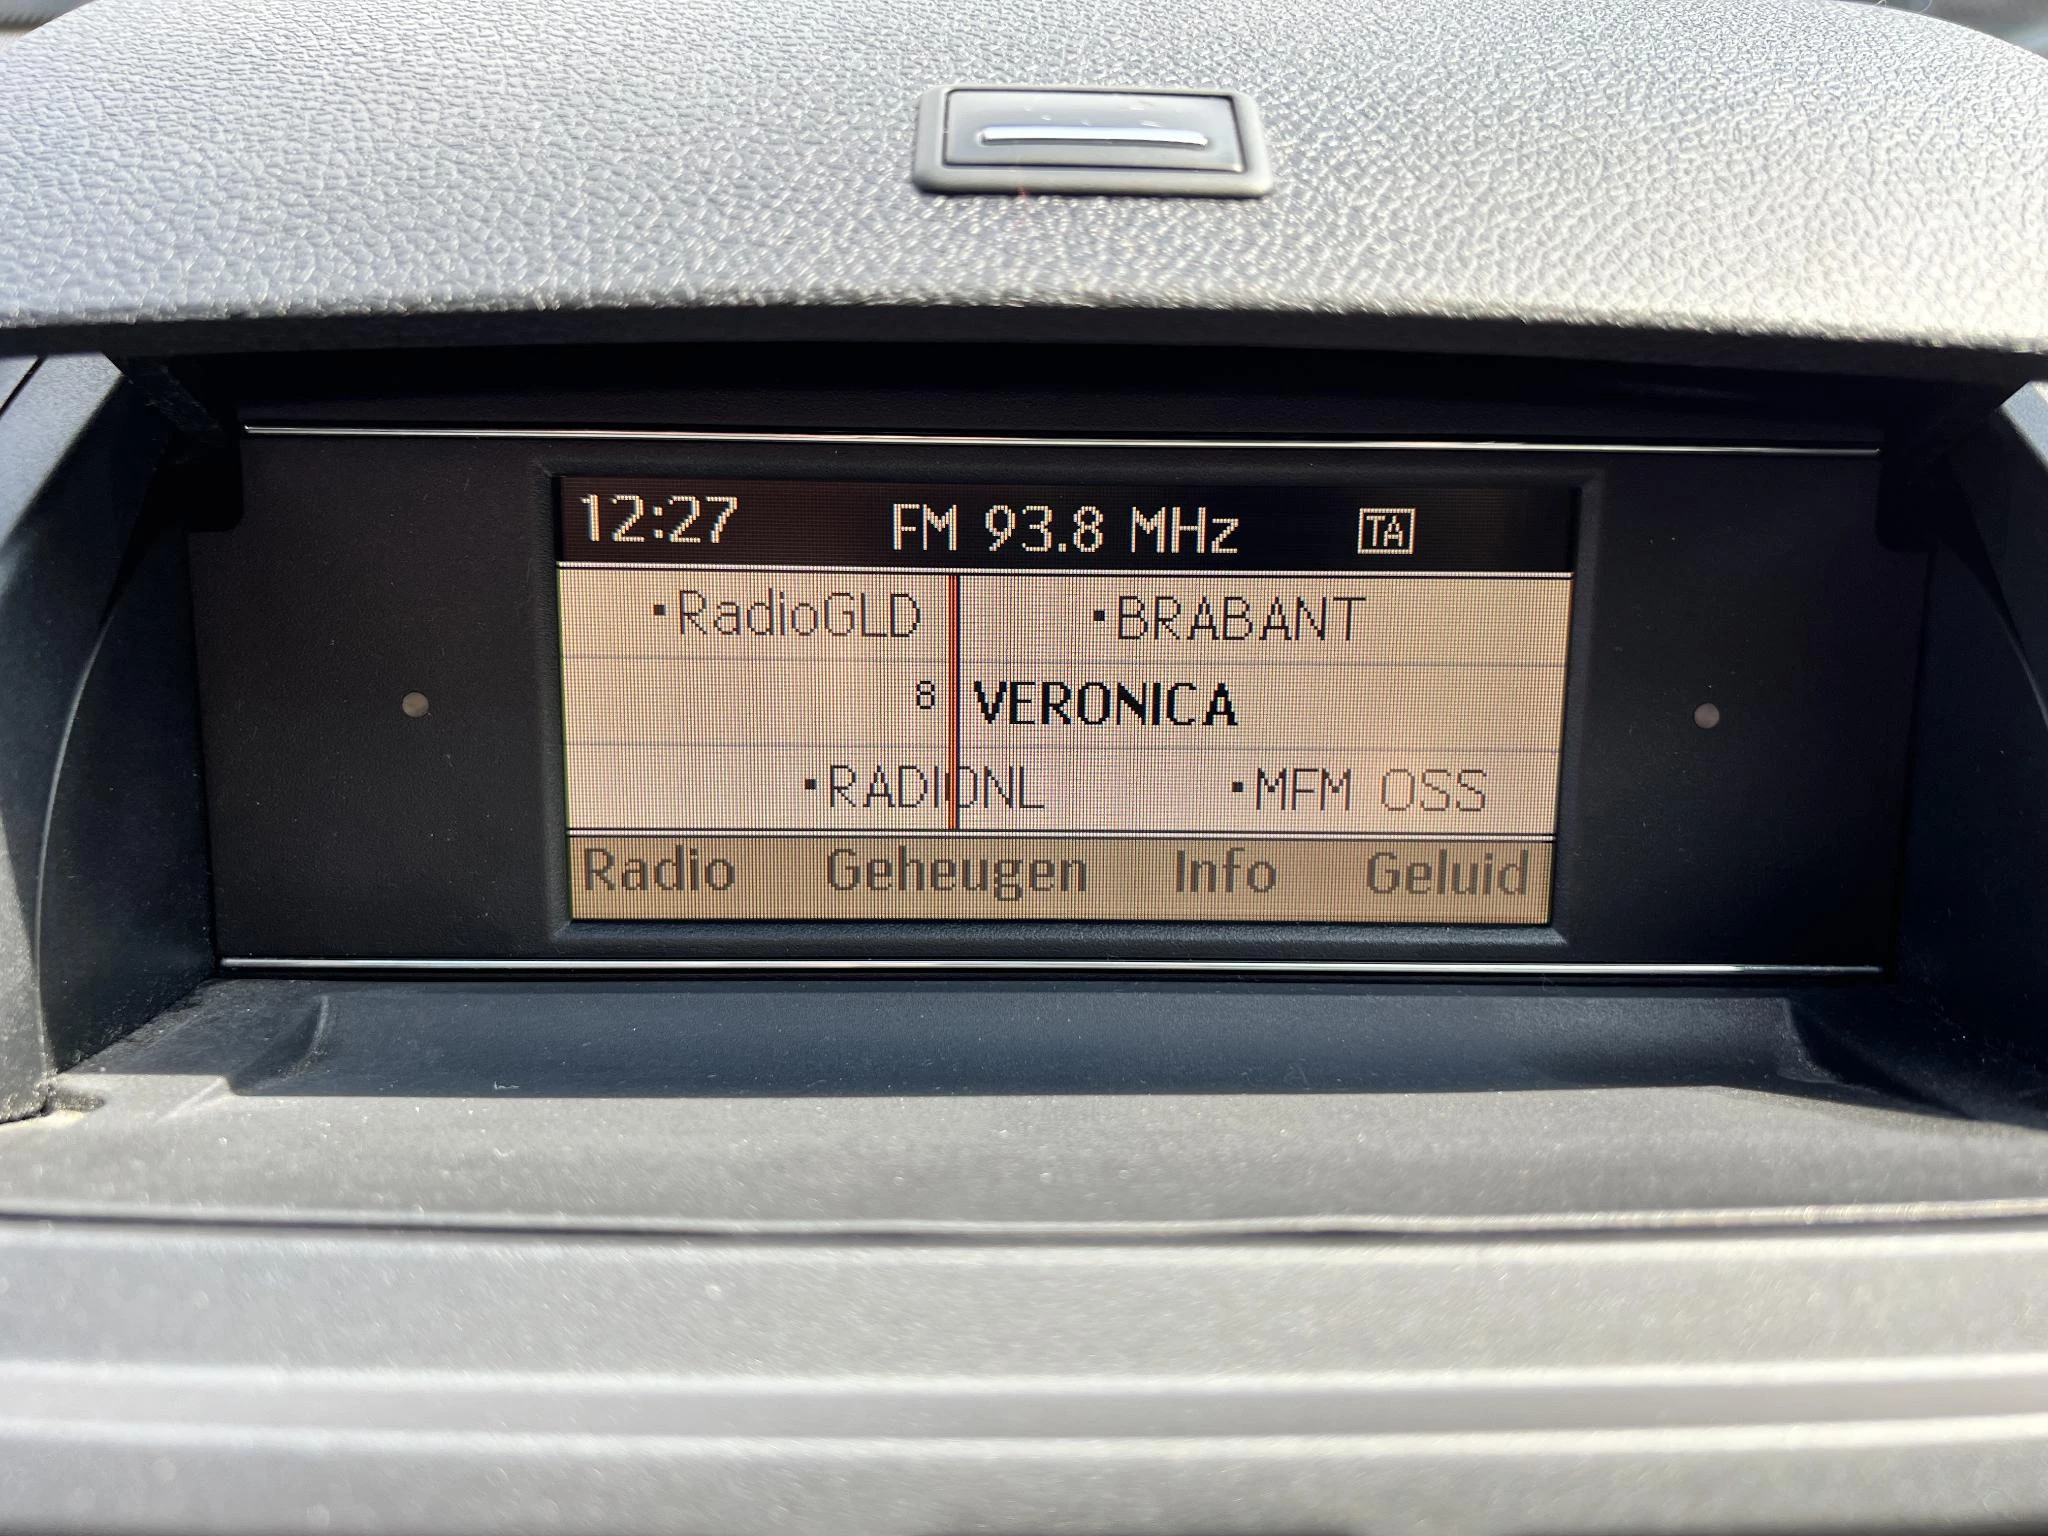 12:27 FM 93.8 MHz TA
·RadioGLD ·BRABANT
8 VERONICA
·RADIONL ·MFM OSS
Radio Geheugen Info Geluid